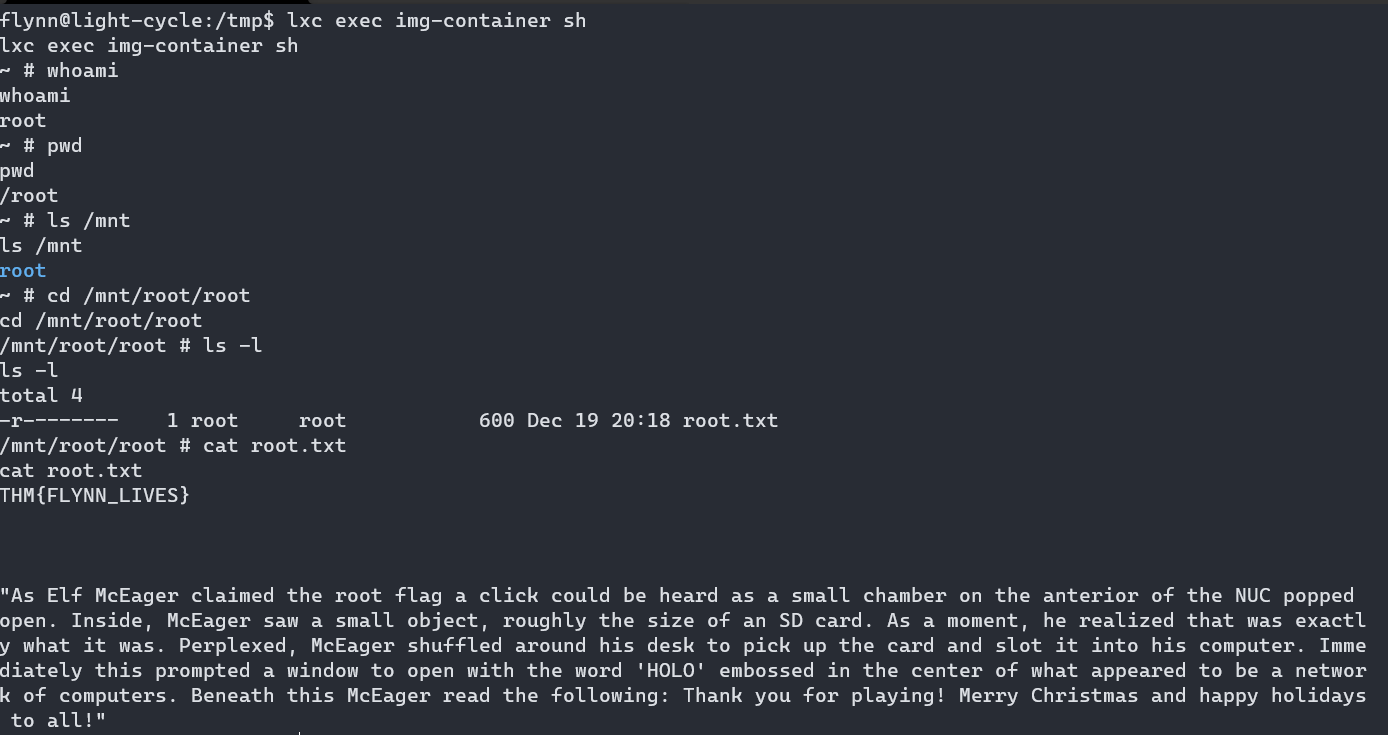 flynn@light-cycle:/tmp$ lxc exec img-container sh
lxc exec img-container sh
~ # whoami
whoami
root
~ # pwd
pwd
/root
~ # ls /mnt
ls /mnt
root
~ # cd /mnt/root/root
cd /mnt/root/root
/mnt/root/root # ls -l
ls -l
total 4
-r--------    1 root     root           600 Dec 19 20:18 root.txt
/mnt/root/root # cat root.txt
cat root.txt
THM{FLYNN_LIVES}
"As Elf McEager claimed the root flag a click could be heard as a small chamber on the anterior of the NUC popped
open. Inside, McEager saw a small object, roughly the size of an SD card. As a moment, he realized that was exactl
y what it was. Perplexed, McEager shuffled around his desk to pick up the card and slot it into his computer. Imme
diately this prompted a window to open with the word 'HOLO' embossed in the center of what appeared to be a networ
k of computers. Beneath this McEager read the following: Thank you for playing! Merry Christmas and happy holidays
 to all!"